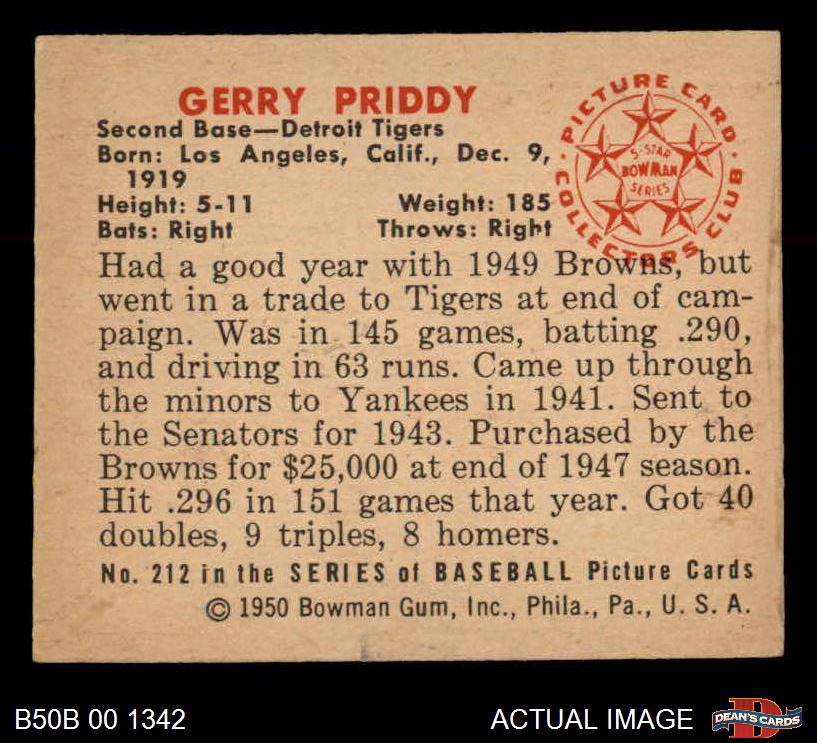 GERRY PRIDDY
Second Base—Detroit Tigers
Born: Los Angeles, Calif., Dec. 9,
1919
Height: 5-11 Weight: 185
Bats: Right Throws: Right
PICTURE CARD
COLLECTORS CLUB
5-STAR
BOWMAN
SERIES
Had a good year with 1949 Browns, but
went in a trade to Tigers at end of cam-
paign. Was in 145 games, batting .290,
and driving in 63 runs. Came up through
the minors to Yankees in 1941. Sent to
the Senators for 1943. Purchased by the
Browns for $25,000 at end of 1947 season.
Hit .296 in 151 games that year. Got 40
doubles, 9 triples, 8 homers.
No. 212 in the SERIES of BASEBALL Picture Cards
© 1950 Bowman Gum, Inc., Phila., Pa., U. S. A.
B50B 00 1342 ACTUAL IMAGE
D
DEAN'S CARDS